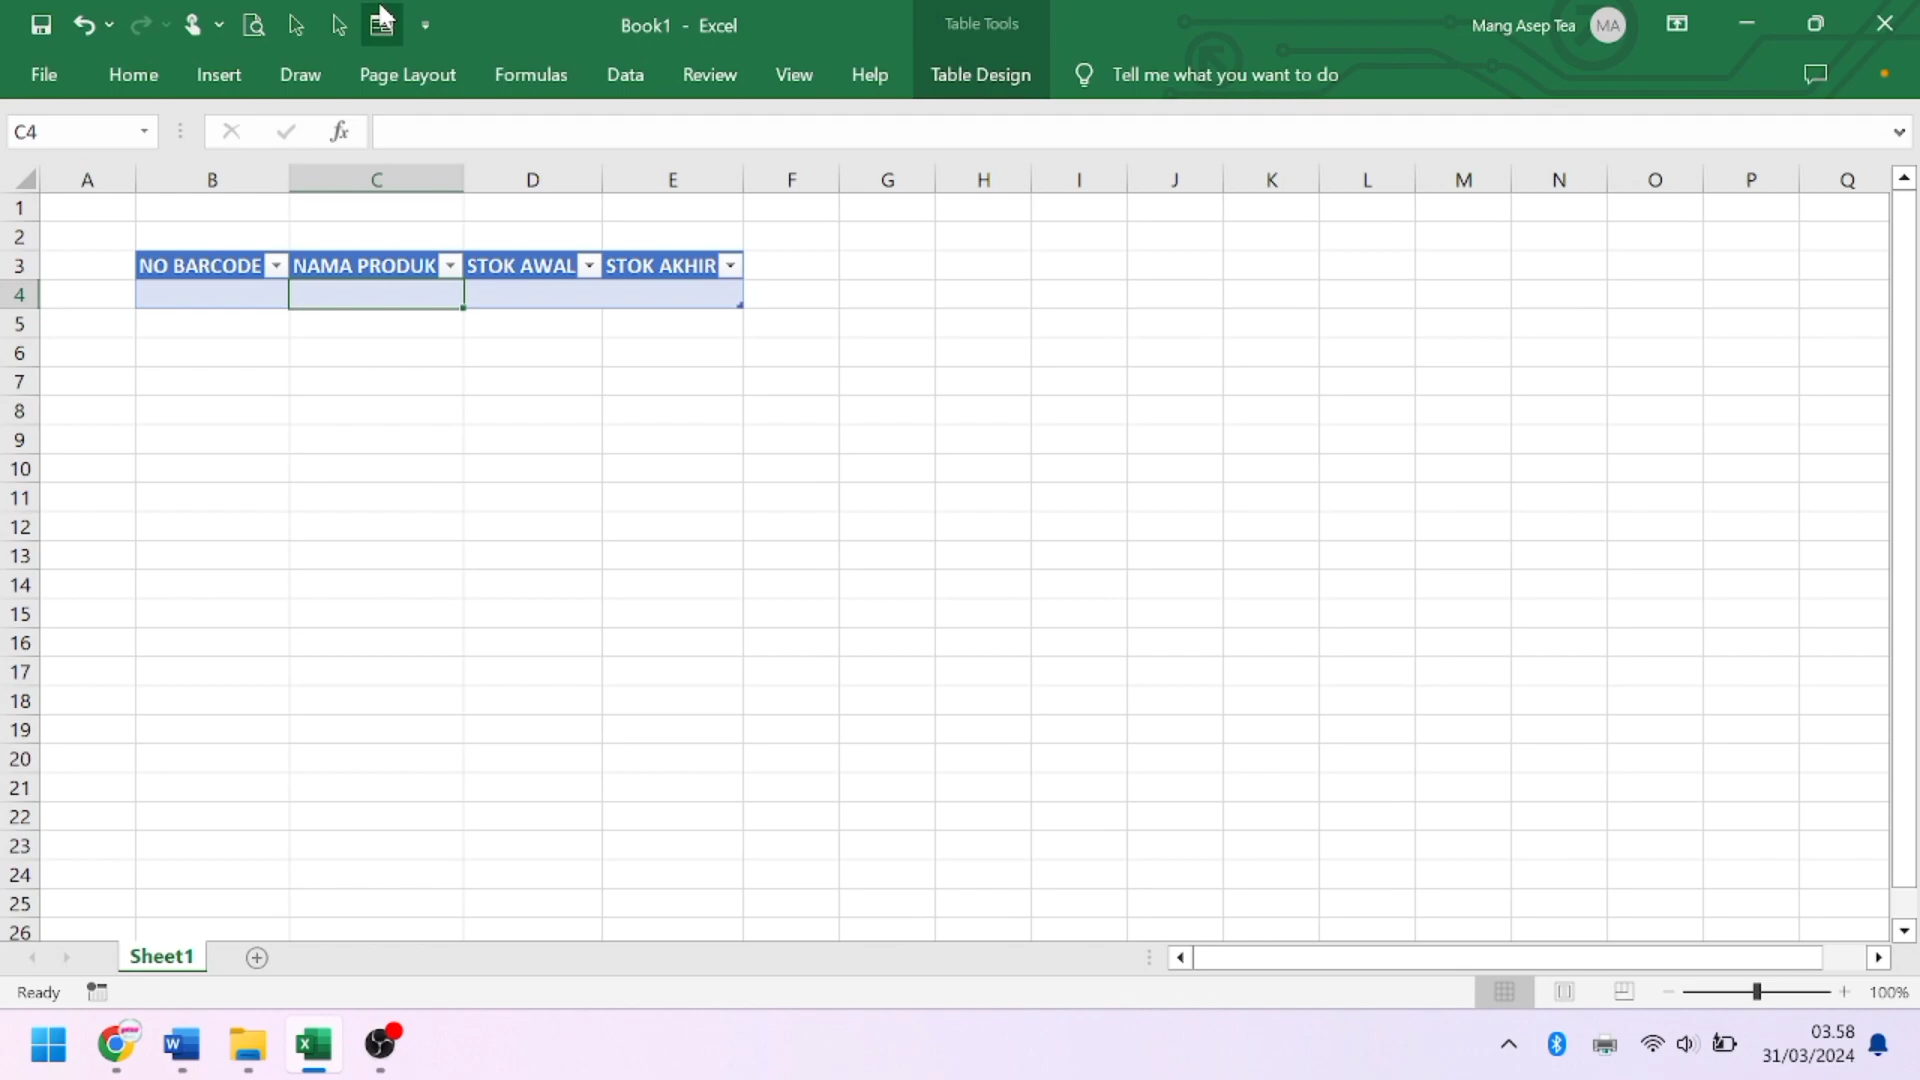 Book1 - Excel
Table Tools
Mang Asep Tea
MA
File Home Insert Draw Page Layout Formulas Data Review View Help Table Design Tell me what you want to do
C4
fx
A B C D E F G H I J K L M N O P Q
1
2
3 NO BARCODE NAMA PRODUK STOK AWAL STOK AKHIR
4
5
6
7
8
9
10
11
12
13
14
15
16
17
18
19
20
21
22
23
24
25
26
Sheet1
Ready
100%
03.58
31/03/2024